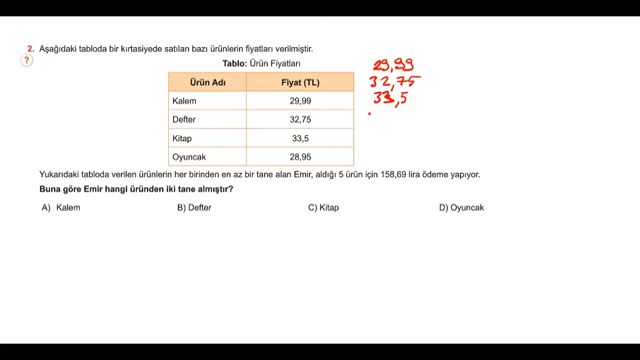 2. Aşağıdaki tabloda bir kırtasiyede satılan bazı ürünlerin fiyatları verilmiştir.
?
Tablo: Ürün Fiyatları
Ürün Adı Fiyat (TL)
Kalem 29,99
Defter 32,75
Kitap 33,5
Oyuncak 28,95
29,99
32,75
33,5
Yukarıdaki tabloda verilen ürünlerin her birinden en az bir tane alan Emir, aldığı 5 ürün için 158,69 lira ödeme yapıyor.
Buna göre Emir hangi üründen iki tane almıştır?
A) Kalem B) Defter C) Kitap D) Oyuncak